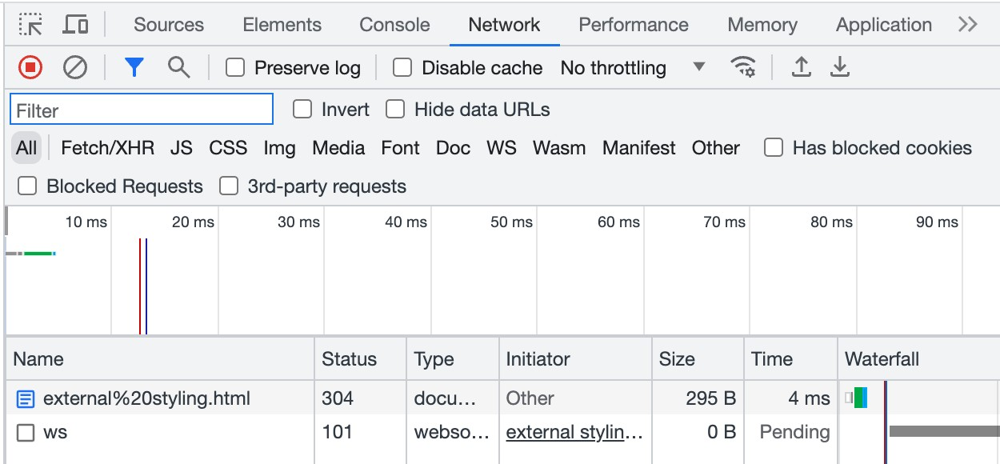 Sources Elements Console Network Performance Memory Application
Preserve log Disable cache No throttling
Filter Invert Hide data URLs
All Fetch/XHR JS CSS Img Media Font Doc WS Wasm Manifest Other Has blocked cookies
Blocked Requests 3rd-party requests
10 ms 20 ms 30 ms 40 ms 50 ms 60 ms 70 ms 80 ms 90 ms
Name Status Type Initiator Size Time Waterfall
external%20styling.html 304 docu... Other 295 B 4 ms
ws 101 webso... external stylin... 0 B Pending